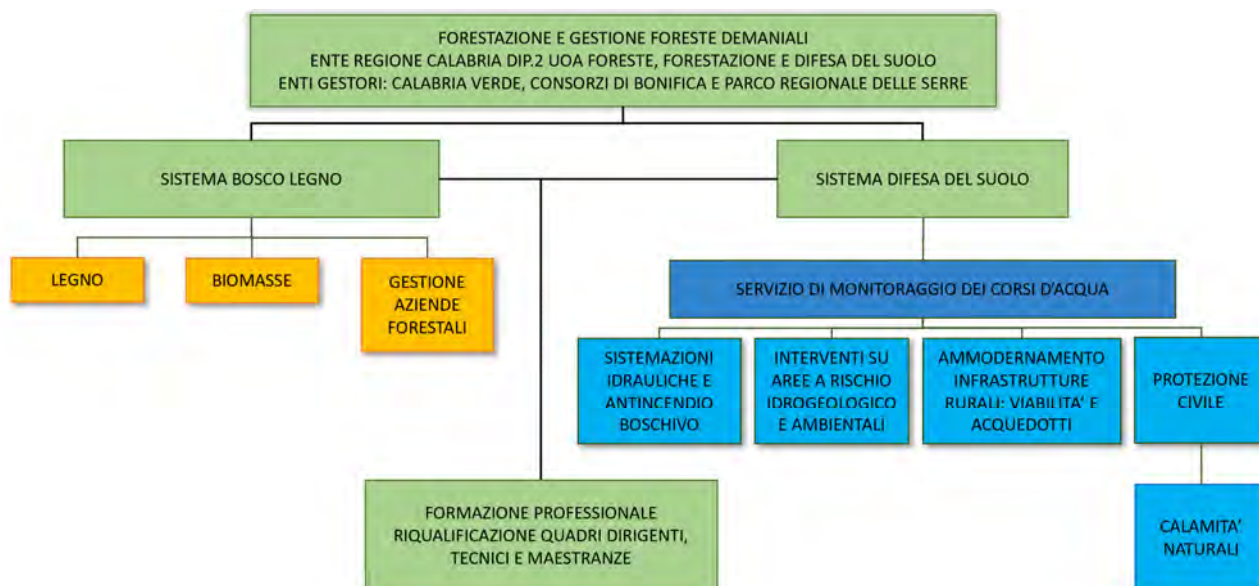 FORESTAZIONE E GESTIONE FORESTE DEMANIALI
ENTE REGIONE CALABRIA DIP.2 UOA FORESTE, FORESTAZIONE E DIFESA DEL SUOLO
ENTI GESTORI: CALABRIA VERDE, CONSORZI DI BONIFICA E PARCO REGIONALE DELLE SERRE
SISTEMA BOSCO LEGNO
SISTEMA DIFESA DEL SUOLO
LEGNO
BIOMASSE
GESTIONE
AZIENDE
FORESTALI
SERVIZIO DI MONITORAGGIO DEI CORSI D'ACQUA
SISTEMAZIONI
IDRAULICHE E
ANTINCENDIO
BOSCHIVO
INTERVENTI SU
AREE A RISCHIO
IDROGEOLOGICO
E AMBIENTALI
AMMODERNAMENTO
INFRASTRUTTURE
RURALI: VIABILITA' E
ACQUEDOTTI
PROTEZIONE
CIVILE
FORMAZIONE PROFESSIONALE
RIQUALIFICAZIONE QUADRI DIRIGENTI,
TECNICI E MAESTRANZE
CALAMITA'
NATURALI